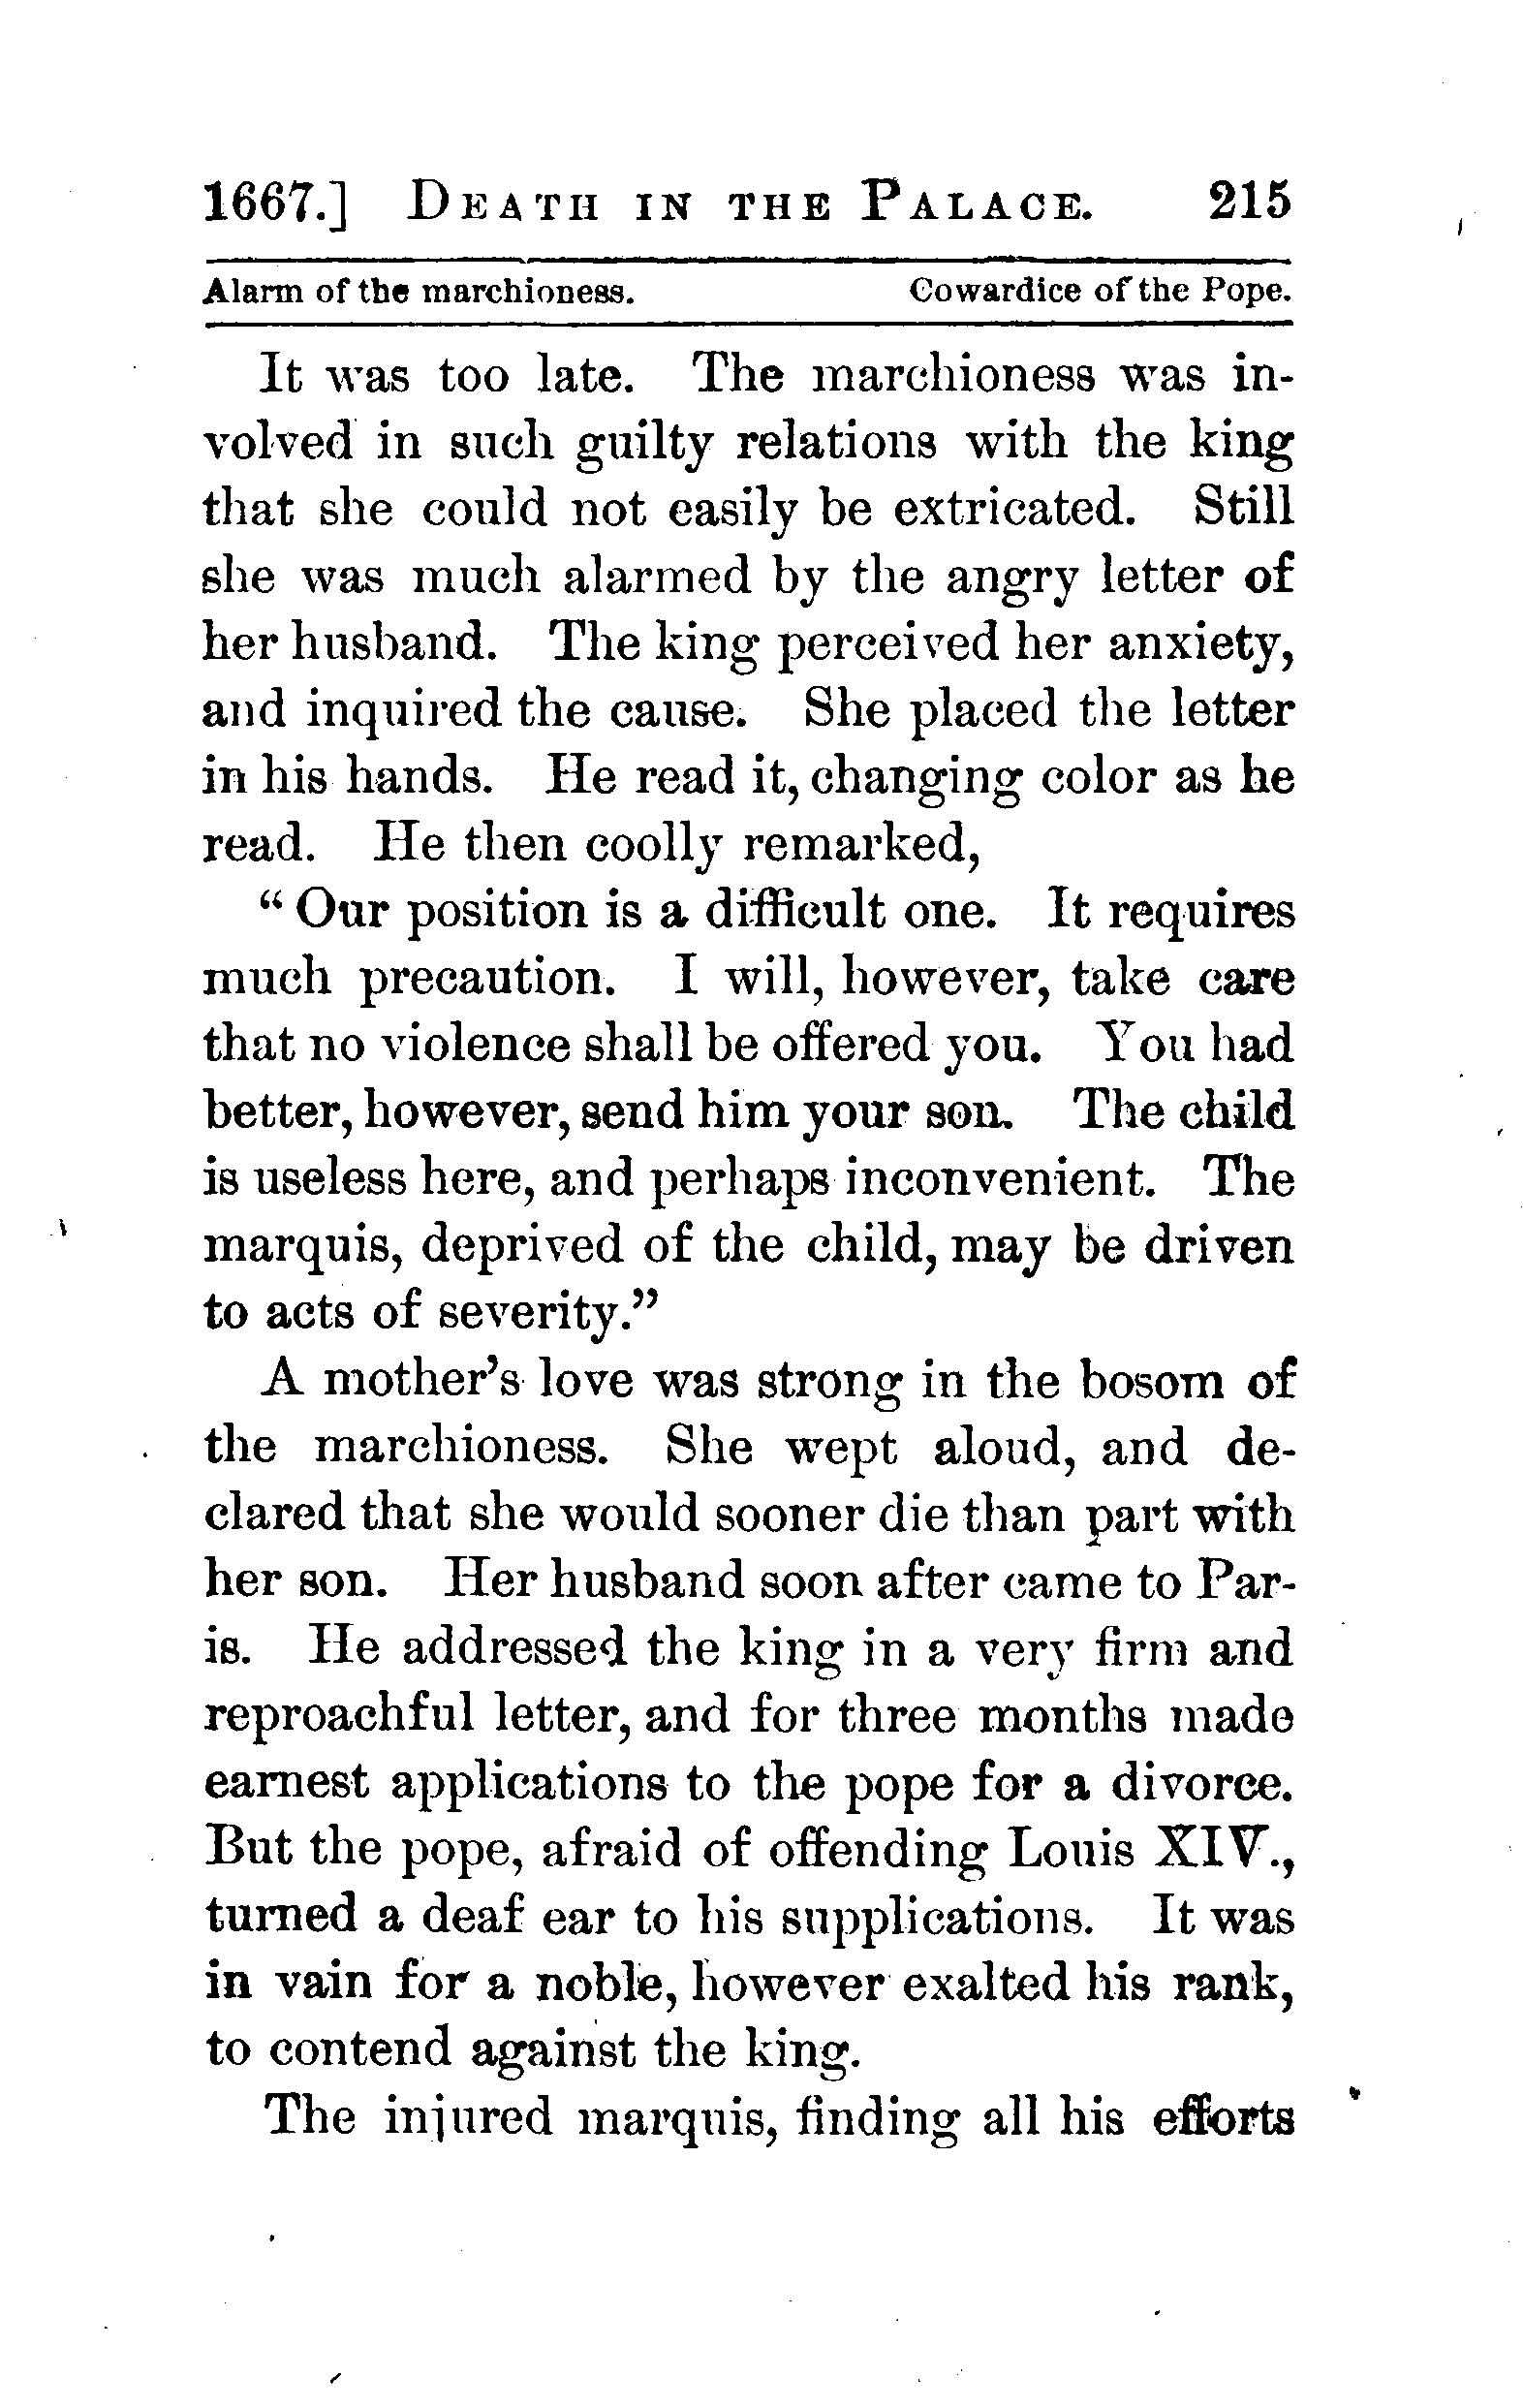 1667.] DEATH IN THE PALACE. 215
Alarm of the marchioness. Cowardice of the Pope.
It was too late. The marchioness was in-
volved in such guilty relations with the king
that she could not easily be extricated. Still
she was much alarmed by the angry letter of
her husband. The king perceived her anxiety,
and inquired the cause. She placed the letter
in his hands. He read it, changing color as he
read. He then coolly remarked,
“Our position is a difficult one. It requires
much precaution. I will, however, take care
that no violence shall be offered you. You had
better, however, send him your son. The child
is useless here, and perhaps inconvenient. The
marquis, deprived of the child, may be driven
to acts of severity.”
A mother’s love was strong in the bosom of
the marchioness. She wept aloud, and de-
clared that she would sooner die than part with
her son. Her husband soon after came to Par-
is. He addressed the king in a very firm and
reproachful letter, and for three months made
earnest applications to the pope for a divorce.
But the pope, afraid of offending Louis XIV.,
turned a deaf ear to his supplications. It was
in vain for a noble, however exalted his rank,
to contend against the king.
The injured marquis, finding all his efforts